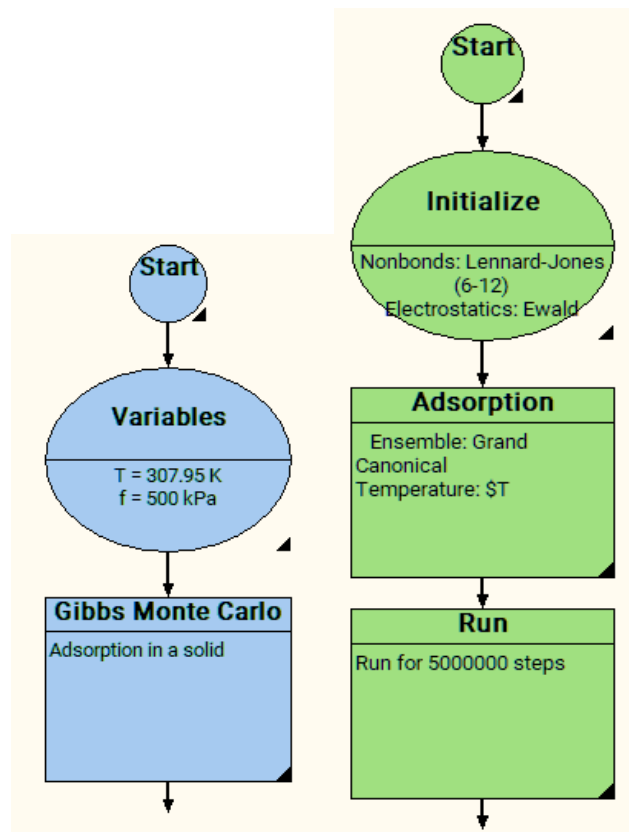 Start
Variables
T = 307.95 K
f = 500 kPa
Gibbs Monte Carlo
Adsorption in a solid
Start
Initialize
Nonbonds: Lennard-Jones
(6-12)
Electrostatics: Ewald
Adsorption
Ensemble: Grand
Canonical
Temperature: $T
Run
Run for 5000000 steps